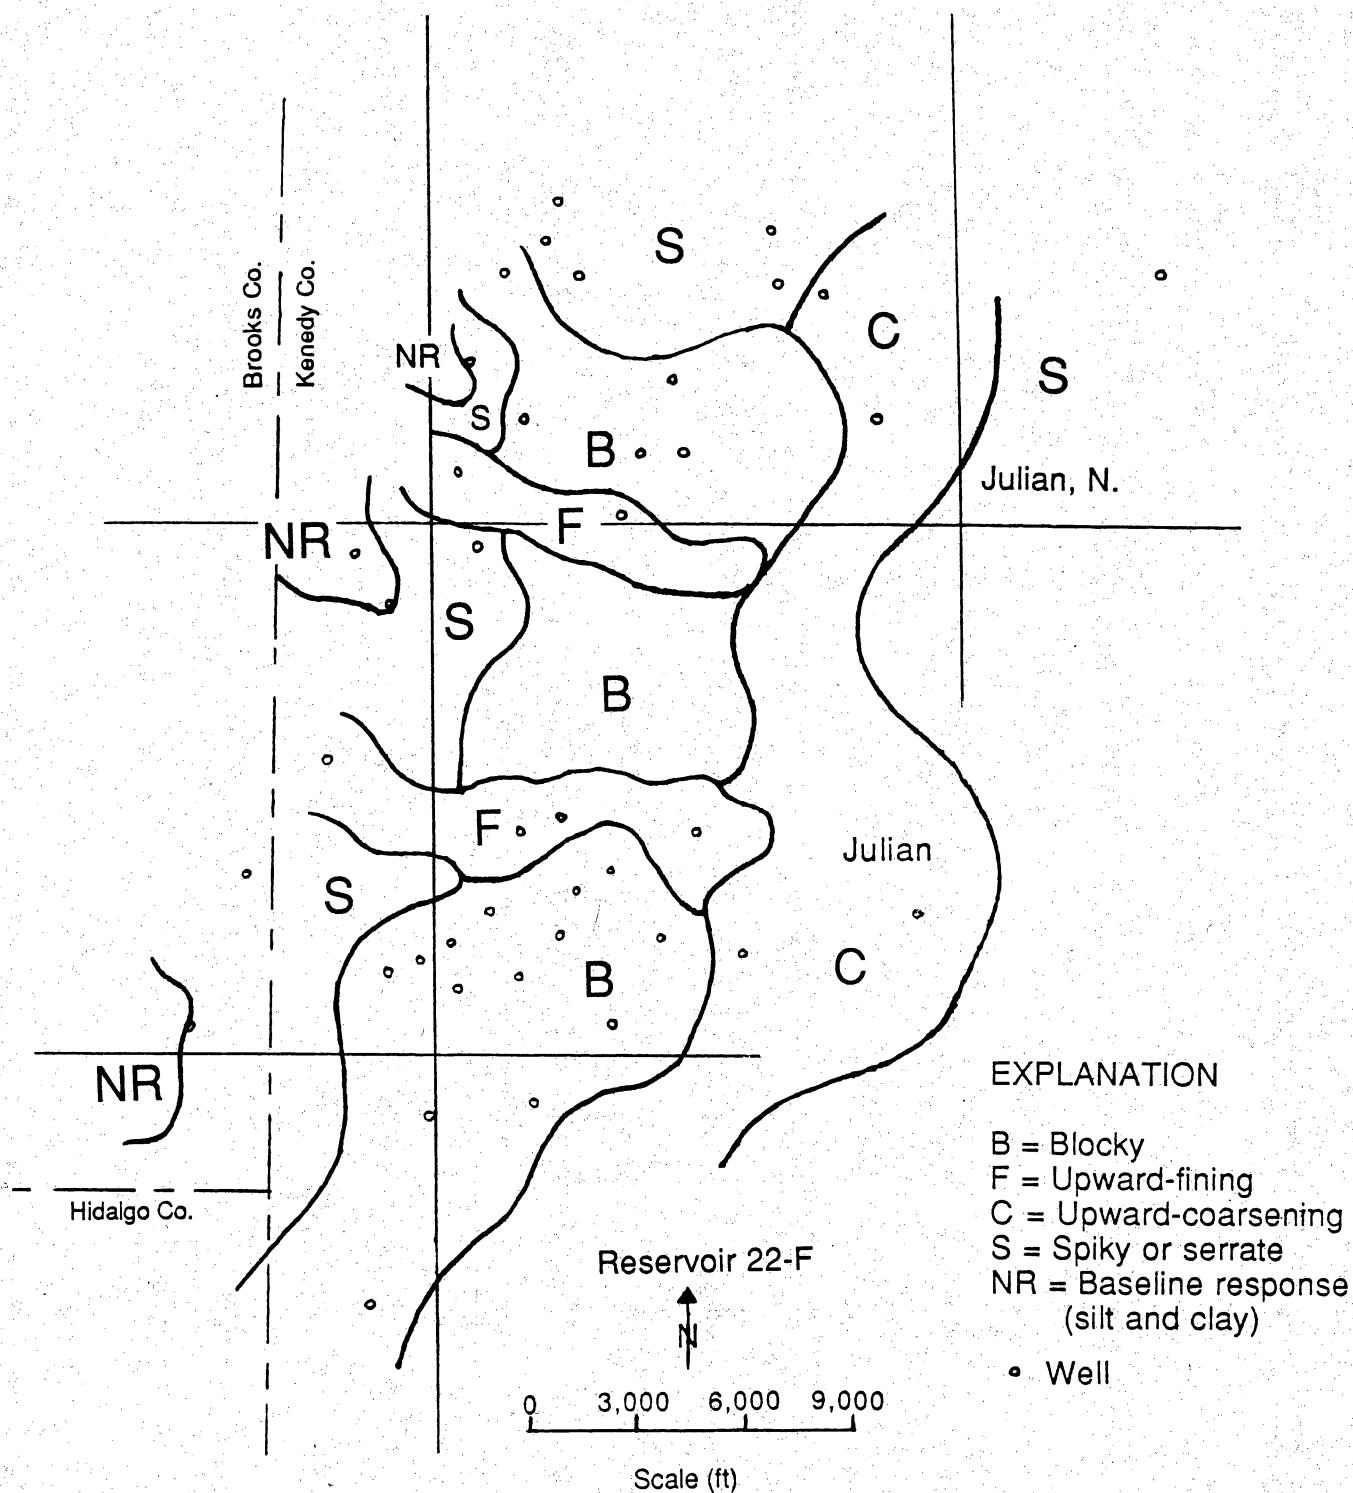 S
Brooks Co.
Kenedy Co.
C
NR
S
S
B
Julian, N.
F
NR
S
B
F
Julian
S
C
B
NR
Hidalgo Co.
EXPLANATION
B = Blocky
F = Upward-fining
C = Upward-coarsening
S = Spiky or serrate
NR = Baseline response
(silt and clay)
Well
Reservoir 22-F
N
0 3,000 6,000 9,000
Scale (ft)